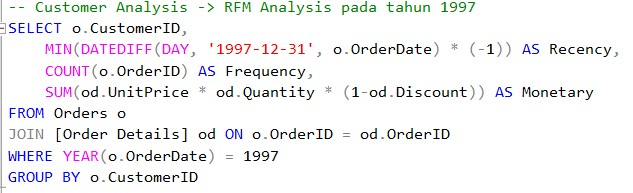 -- Customer Analysis -> RFM Analysis pada tahun 1997
SELECT o.CustomerID,
MIN(DATEDIFF(DAY, '1997-12-31', o.OrderDate) * (-1)) AS Recency,
COUNT(o.OrderID) AS Frequency,
SUM(od.UnitPrice * od.Quantity * (1-od.Discount)) AS Monetary
FROM Orders o
JOIN [Order Details] od ON o.OrderID = od.OrderID
WHERE YEAR(o.OrderDate) = 1997
GROUP BY o.CustomerID